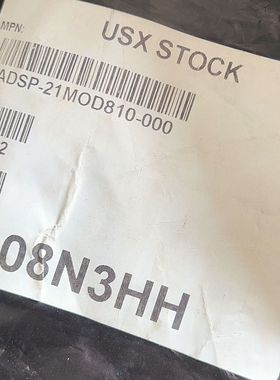 MPN:
USX STOCK
ADSP-21MOD810-000
2
08N3HH